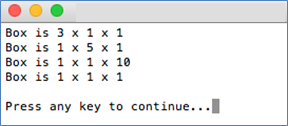 Box is 3 x 1 x 1
Box is 1 x 5 x 1
Box is 1 x 1 x 10
Box is 1 x 1 x 1
Press any key to continue...